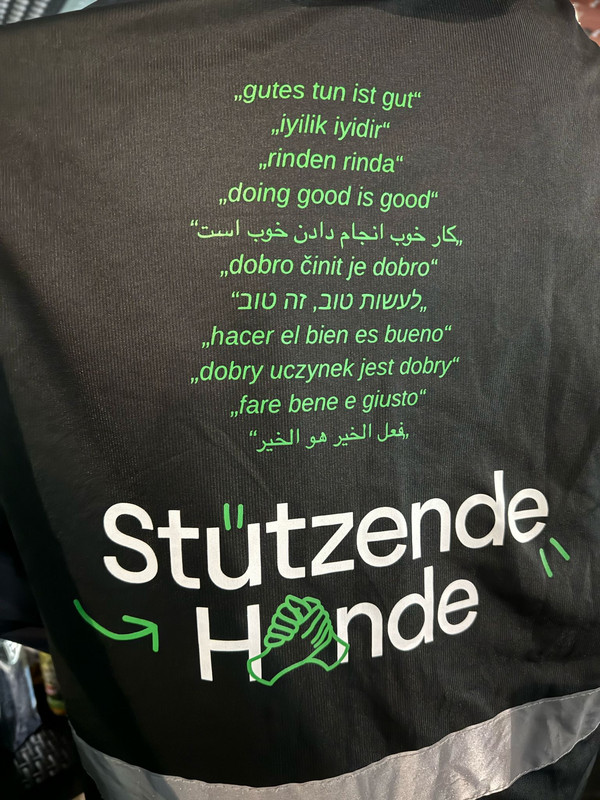 „gutes tun ist gut“
„iyilik iyidir“
„rinden rinda“
„doing good is good“
„کار خوب انجام دادن خوب است“
„dobro činit je dobro“
„לעשות טוב, זה טוב“
„hacer el bien es bueno“
„dobry uczynek jest dobry“
„fare bene e giusto“
„فعل الخير هو الخير“
Stützende
Hände